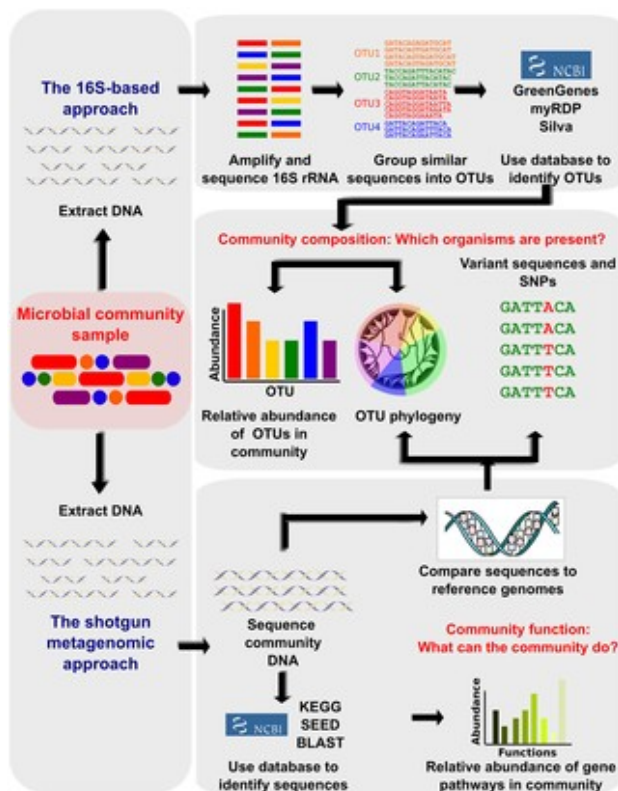 The 16S-based
approach
Extract DNA
Microbial community
sample
Extract DNA
The shotgun
metagenomic
approach
Amplify and
sequence 16S rRNA
OTU1
OTU2
OTU3
OTU4
Group similar
sequences into OTUs
NCBI
GreenGenes
myRDP
Silva
Use database to
identify OTUs
Community composition: Which organisms are present?
Abundance
OTU
Relative abundance
of OTUs in
community
OTU phylogeny
Variant sequences and
SNPs
GATTACA
GATTACA
GATTTCA
GATTTCA
GATTTCA
Compare sequences to
reference genomes
Sequence
community
DNA
NCBI
KEGG
SEED
BLAST
Use database to
identify sequences
Community function:
What can the community do?
Abundance
Functions
Relative abundance of gene
pathways in community